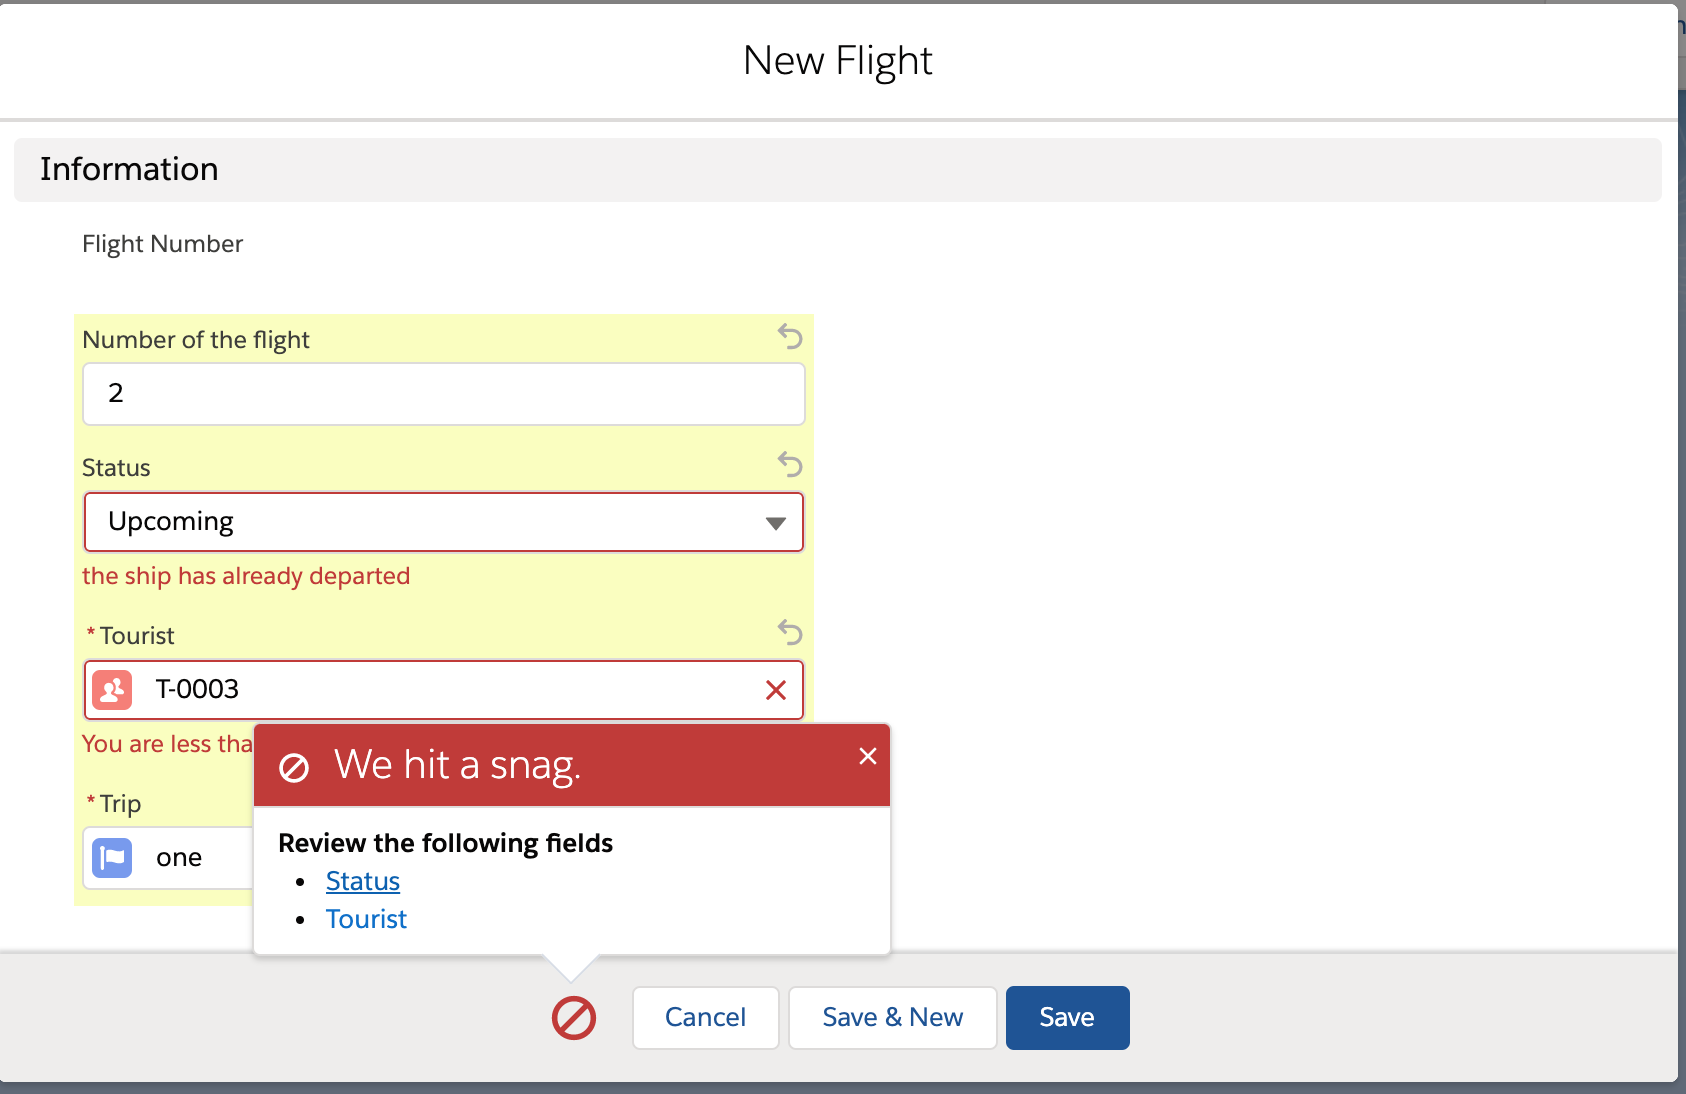 New Flight
Information
Flight Number
Number of the flight
2
Status
Upcoming
the ship has already departed
* Tourist
T-0003
You are less
We hit a snag.
* Trip
one
Review the following fields
• Status
• Tourist
Cancel
Save & New
Save